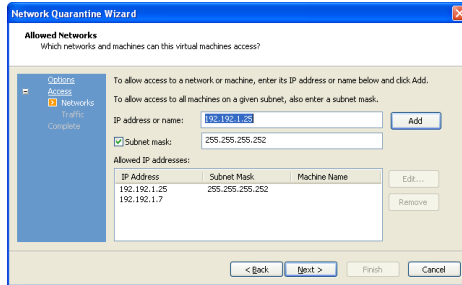 Network Quarantine Wizard
Allowed Networks
Which networks and machines can this virtual machines access?
Options
Access
Networks
Traffic
Complete
To allow access to a network or machine, enter its IP address or name below and click Add.
To allow access to all machines on a given subnet, also enter a subnet mask.
IP address or name: 192.192.1.25 Add
Subnet mask: 255.255.255.252
Allowed IP addresses:
IP Address Subnet Mask Machine Name
192.192.1.25 255.255.255.252
192.192.1.7
Edit...
Remove
< Back Next > Finish Cancel